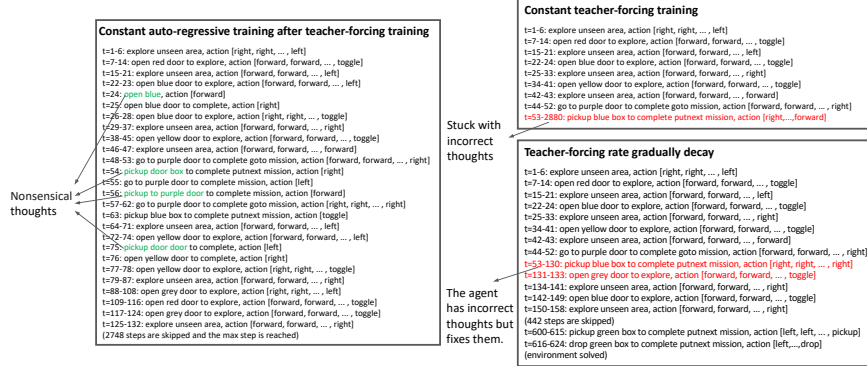 Constant auto-regressive training after teacher-forcing training
t=1-6: explore unseen area, action [right, right, ... , left]
t=7-14: open red door to explore, action [forward, forward, ... , toggle]
t=15-21: explore unseen area, action [forward, forward, ... , left]
t=22-23: open blue door to explore, action [forward, forward, ... , left]
t=24: open blue, action [forward]
t=25: open blue door to complete, action [right]
t=26-28: open blue door to explore, action [right, right, ... , toggle]
t=29-37: explore unseen area, action [forward, forward, ... , right]
t=38-45: open yellow door to explore, action [forward, forward, ... , toggle]
t=46-47: explore unseen area, action [forward, forward, ... , forward]
t=48-53: go to purple door to complete goto mission, action [forward, forward, ... , right]
t=54: pickup door box to complete putnext mission, action [right]
t=55: go to purple door to complete mission, action [left]
t=56: pickup to purple door to complete mission, action [forward]
t=57-62: go to purple door to complete goto mission, action [right, right, ... , right]
t=63: pickup blue box to complete putnext mission, action [toggle]
t=64-71: explore unseen area, action [forward, forward, ... , left]
t=72-74: open yellow door to explore, action [forward, forward, ... , left]
t=75: pickup door door to complete, action [left]
t=76: open yellow door to complete, action [right]
t=77-78: open yellow door to explore, action [right, right, ... , toggle]
t=79-87: explore unseen area, action [forward, forward, ... , right]
t=88-108: open grey door to explore, action [right, right, ... , left]
t=109-116: open red door to explore, action [forward, forward, ... , toggle]
t=117-124: open grey door to explore, action [forward, forward, ... , toggle]
t=125-132: explore unseen area, action [forward, forward, ... , right]
(2748 steps are skipped and the max step is reached)
Nonsensical
thoughts
Constant teacher-forcing training
t=1-6: explore unseen area, action [right, right, ... , left]
t=7-14: open red door to explore, action [forward, forward, ... , toggle]
t=15-21: explore unseen area, action [forward, forward, ... , left]
t=22-24: open blue door to explore, action [forward, forward, ... , toggle]
t=25-33: explore unseen area, action [forward, forward, ... , right]
t=34-41: open yellow door to explore, action [forward, forward, ... , toggle]
t=42-43: explore unseen area, action [forward, forward, ... , forward]
t=44-52: go to purple door to complete goto mission, action [forward, forward, ... , right]
t=53-2880: pickup blue box to complete putnext mission, action [right,...,forward]
Stuck with
incorrect
thoughts
Teacher-forcing rate gradually decay
t=1-6: explore unseen area, action [right, right, ... , left]
t=7-14: open red door to explore, action [forward, forward, ... , toggle]
t=15-21: explore unseen area, action [forward, forward, ... , left]
t=22-24: open blue door to explore, action [forward, forward, ... , toggle]
t=25-33: explore unseen area, action [forward, forward, ... , right]
t=34-41: open yellow door to explore, action [forward, forward, ... , toggle]
t=42-43: explore unseen area, action [forward, forward, ... , forward]
t=44-52: go to purple door to complete goto mission, action [forward, forward, ... , right]
t=53-130: pickup blue box to complete putnext mission, action [right, right, ... , right]
t=131-133: open grey door to explore, action [forward, forward, ... , toggle]
t=134-141: explore unseen area, action [forward, forward, ... , right]
t=142-149: open blue door to explore, action [forward, forward, ... , toggle]
t=150-158: explore unseen area, action [forward, forward, ... , right]
(442 steps are skipped)
t=600-615: pickup green box to complete putnext mission, action [left, left, ... , pickup]
t=616-624: drop green box to complete putnext mission, action [left,...,drop]
(environment solved)
The agent
has incorrect
thoughts but
fixes them.